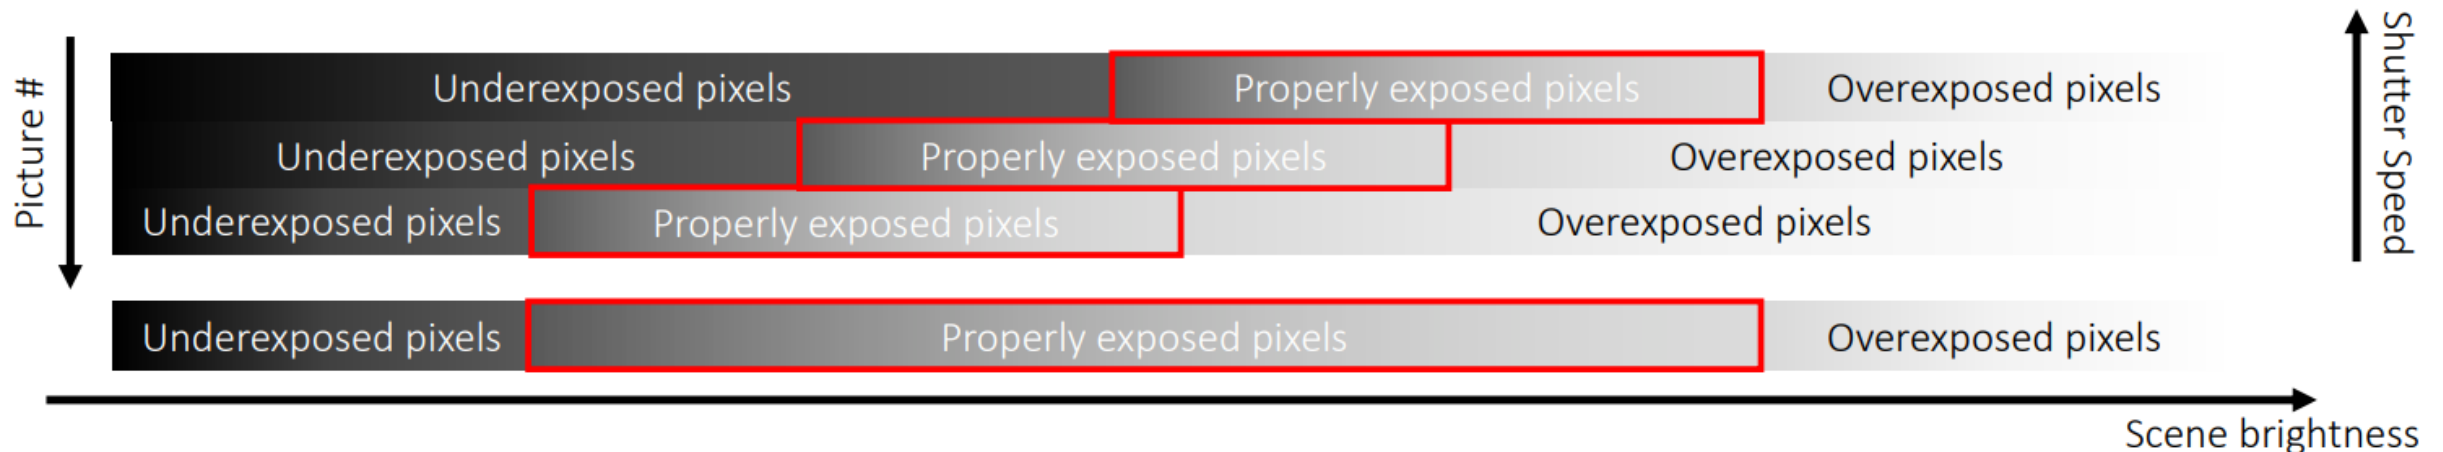 Picture #
Underexposed pixels
Properly exposed pixels
Overexposed pixels
Underexposed pixels
Properly exposed pixels
Overexposed pixels
Underexposed pixels
Properly exposed pixels
Overexposed pixels
Shutter Speed
Underexposed pixels
Properly exposed pixels
Overexposed pixels
Scene brightness